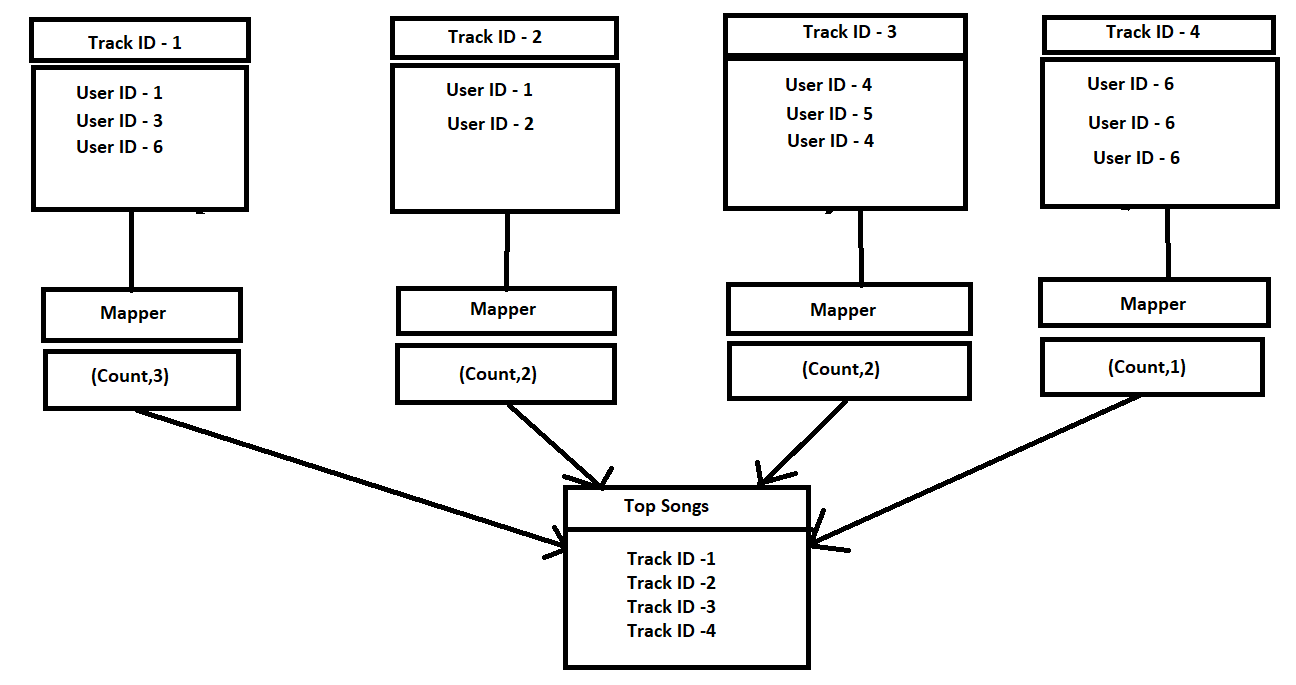 Track ID - 1
User ID - 1
User ID - 3
User ID - 6
Mapper
(Count,3)
Track ID - 2
User ID - 1
User ID - 2
Mapper
(Count,2)
Track ID - 3
User ID - 4
User ID - 5
User ID - 4
Mapper
(Count,2)
Track ID - 4
User ID - 6
User ID - 6
User ID - 6
Mapper
(Count,1)
Top Songs
Track ID -1
Track ID -2
Track ID -3
Track ID -4